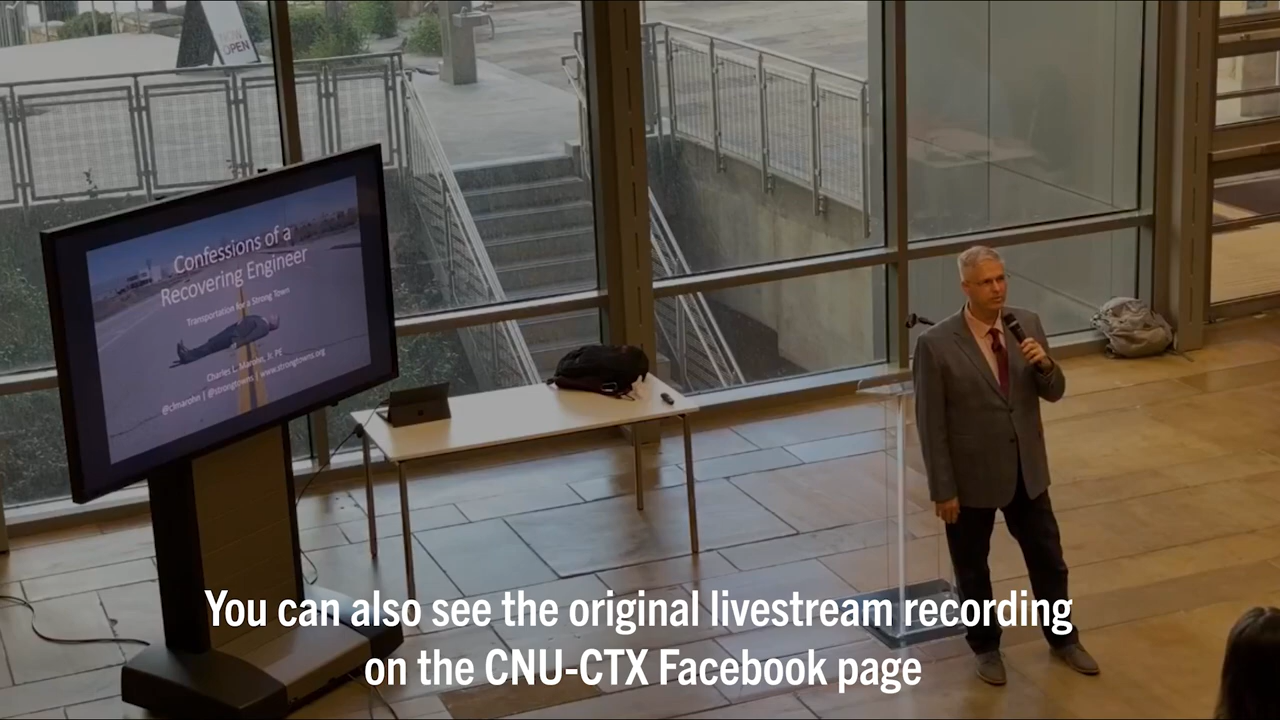 NOW
OPEN
Confessions of a
Recovering Engineer
Transportation for a Strong Town
Charles L. Marohn, Jr. PE
@clmarohn | @strongtowns | www.strongtowns.org
You can also see the original livestream recording
on the CNU-CTX Facebook page